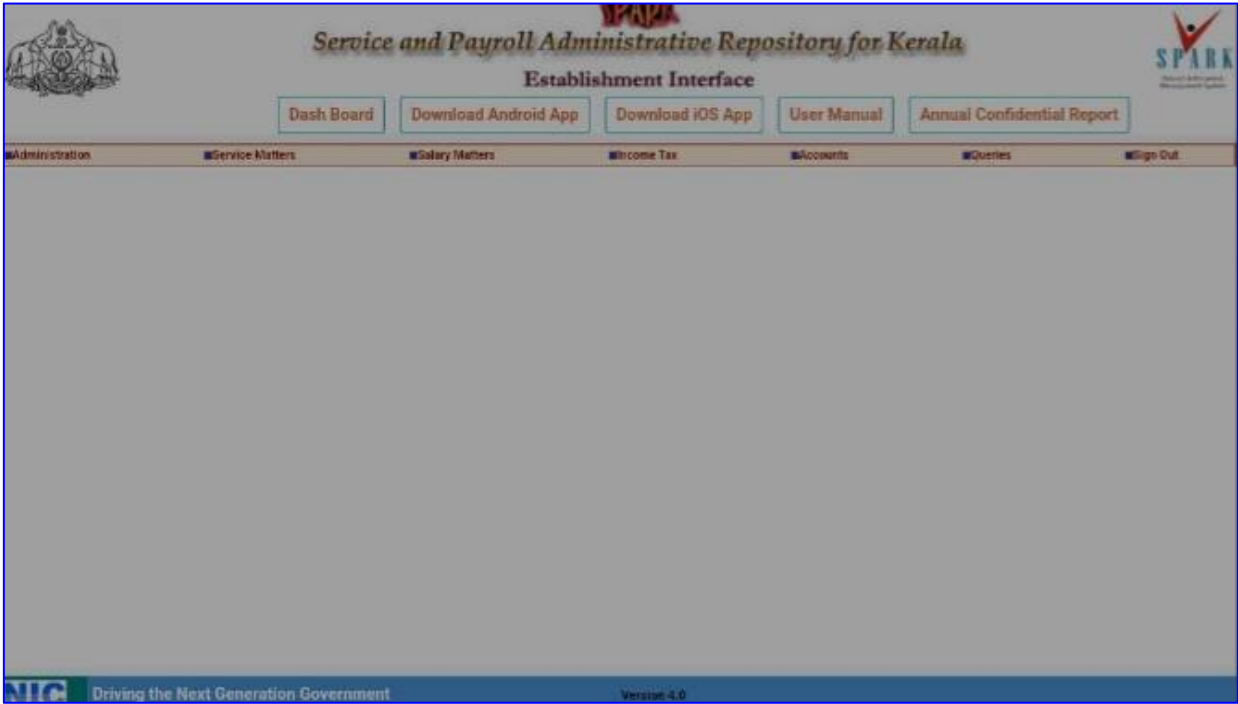 SPARK
Service and Payroll Administrative Repository for Kerala
Establishment Interface
SPARK
Dash Board Download Android App Download iOS App User Manual Annual Confidential Report
Administration Service Matters Salary Matters Income Tax Accounts Queries Sign Out
NIC Driving the Next Generation Government Version 4.0